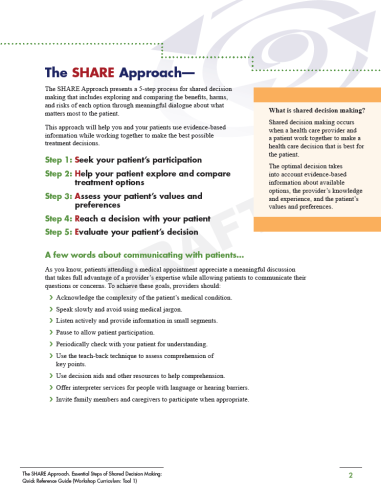 The SHARE Approach—
The SHARE Approach presents a 5-step process for shared decision
making that includes exploring and comparing the benefits, harms,
and risks of each option through meaningful dialogue about what
matters most to the patient.
This approach will help you and your patients use evidence-based
information while working together to make the best possible
treatment decisions.
Step 1: Seek your patient's participation
Step 2: Help your patient explore and compare
treatment options
Step 3: Assess your patient's values and
preferences
Step 4: Reach a decision with your patient
Step 5: Evaluate your patient's decision
What is shared decision making?
Shared decision making occurs
when a health care provider and
a patient work together to make a
health care decision that is best for
the patient.
The optimal decision takes
into account evidence-based
information about available
options, the provider's knowledge
and experience, and the patient's
values and preferences.
A few words about communicating with patients...
As you know, patients attending a medical appointment appreciate a meaningful discussion
that takes full advantage of a provider's expertise while allowing patients to communicate their
questions or concerns. To achieve these goals, providers should:
› Acknowledge the complexity of the patient's medical condition.
› Speak slowly and avoid using medical jargon.
› Listen actively and provide information in small segments.
› Pause to allow patient participation.
› Periodically check with your patient for understanding.
› Use the teach-back technique to assess comprehension of
key points.
› Use decision aids and other resources to help comprehension.
› Offer interpreter services for people with language or hearing barriers.
› Invite family members and caregivers to participate when appropriate.
DRAFT
The SHARE Approach. Essential Steps of Shared Decision Making:
Quick Reference Guide (Workshop Curriculum: Tool 1)
2